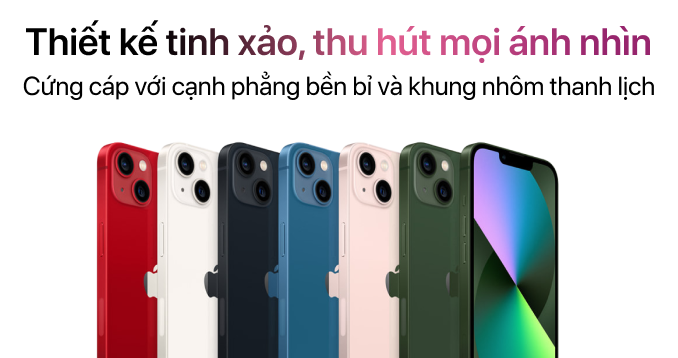 Thiết kế tinh xảo, thu hút mọi ánh nhìn
Cứng cáp với cạnh phẳng bền bỉ và khung nhôm thanh lịch